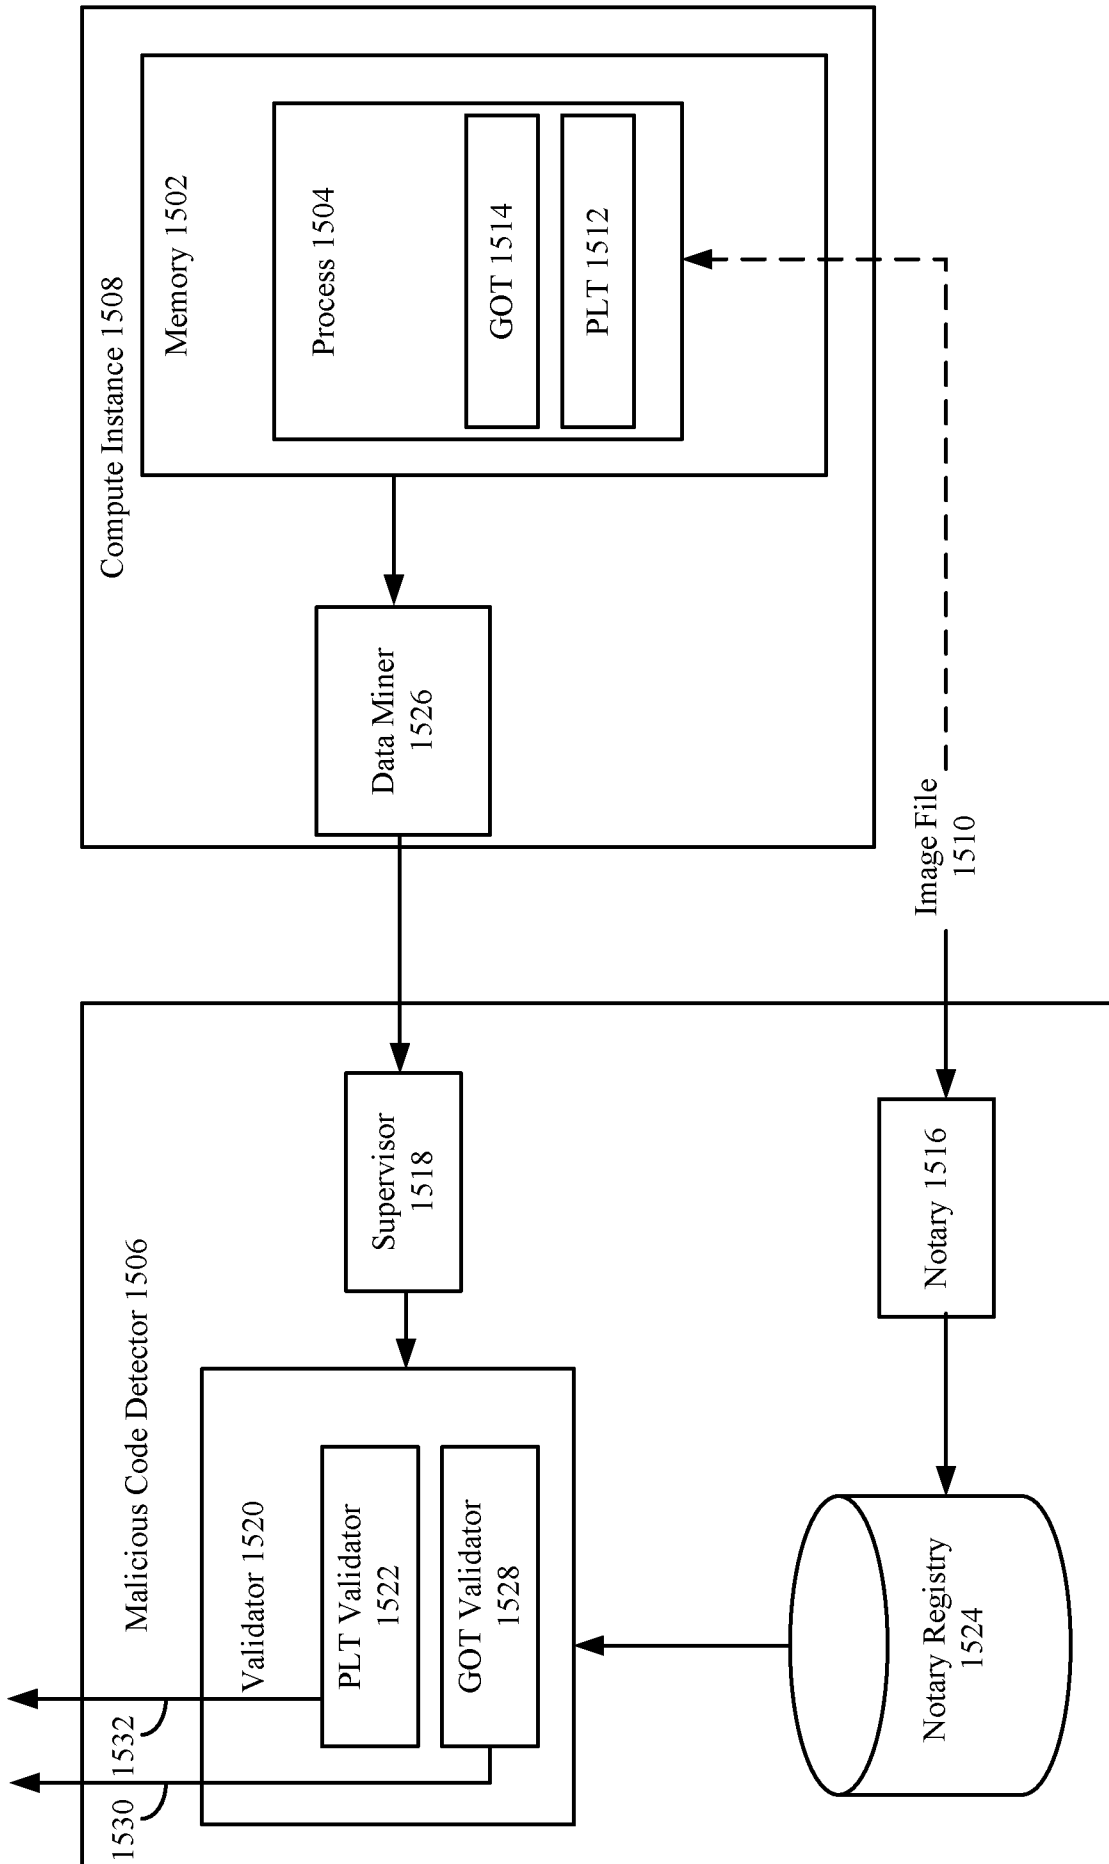 Compute Instance 1508
Memory 1502
Process 1504
GOT 1514
PLT 1512
Data Miner
1526
Image File
1510
Malicious Code Detector 1506
Supervisor
1518
Validator 1520
PLT Validator
1522
GOT Validator
1528
Notary 1516
Notary Registry
1524
1532
1530